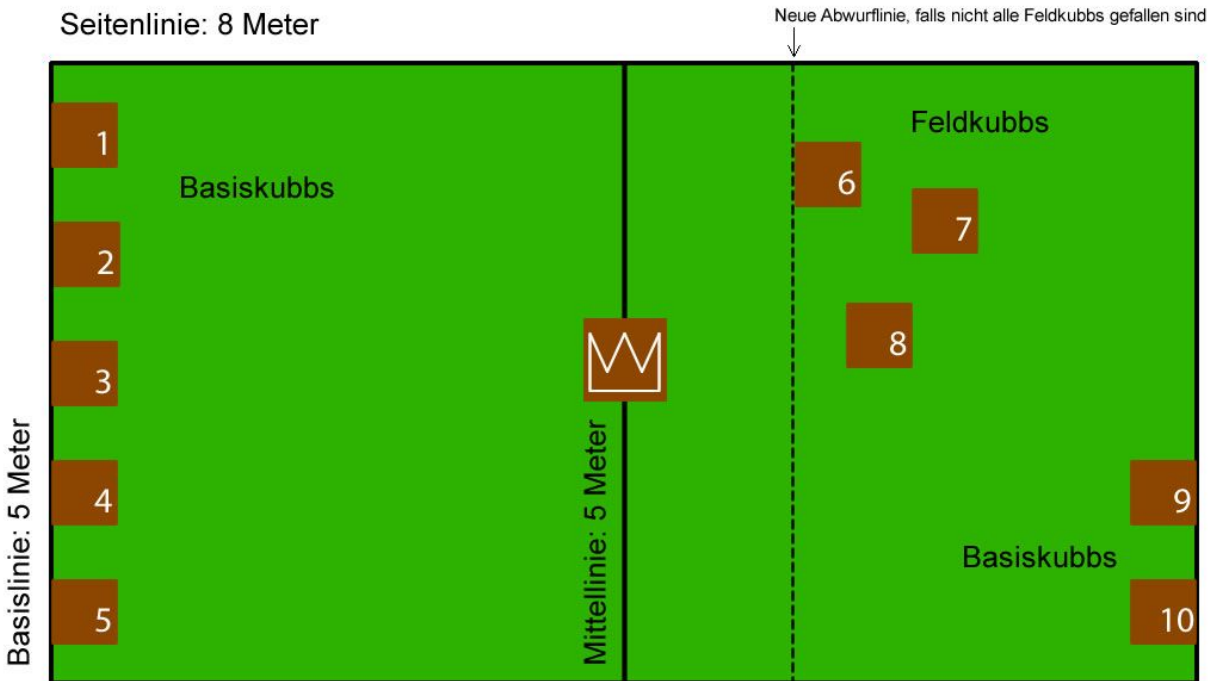 Seitenlinie: 8 Meter
Neue Abwurflinie, falls nicht alle Feldkubbs gefallen sind
Feldkubbs
1
Basiskubbs
6
7
2
8
3
Basislinie: 5 Meter
Mittellinie: 5 Meter
4
9
Basiskubbs
5
10